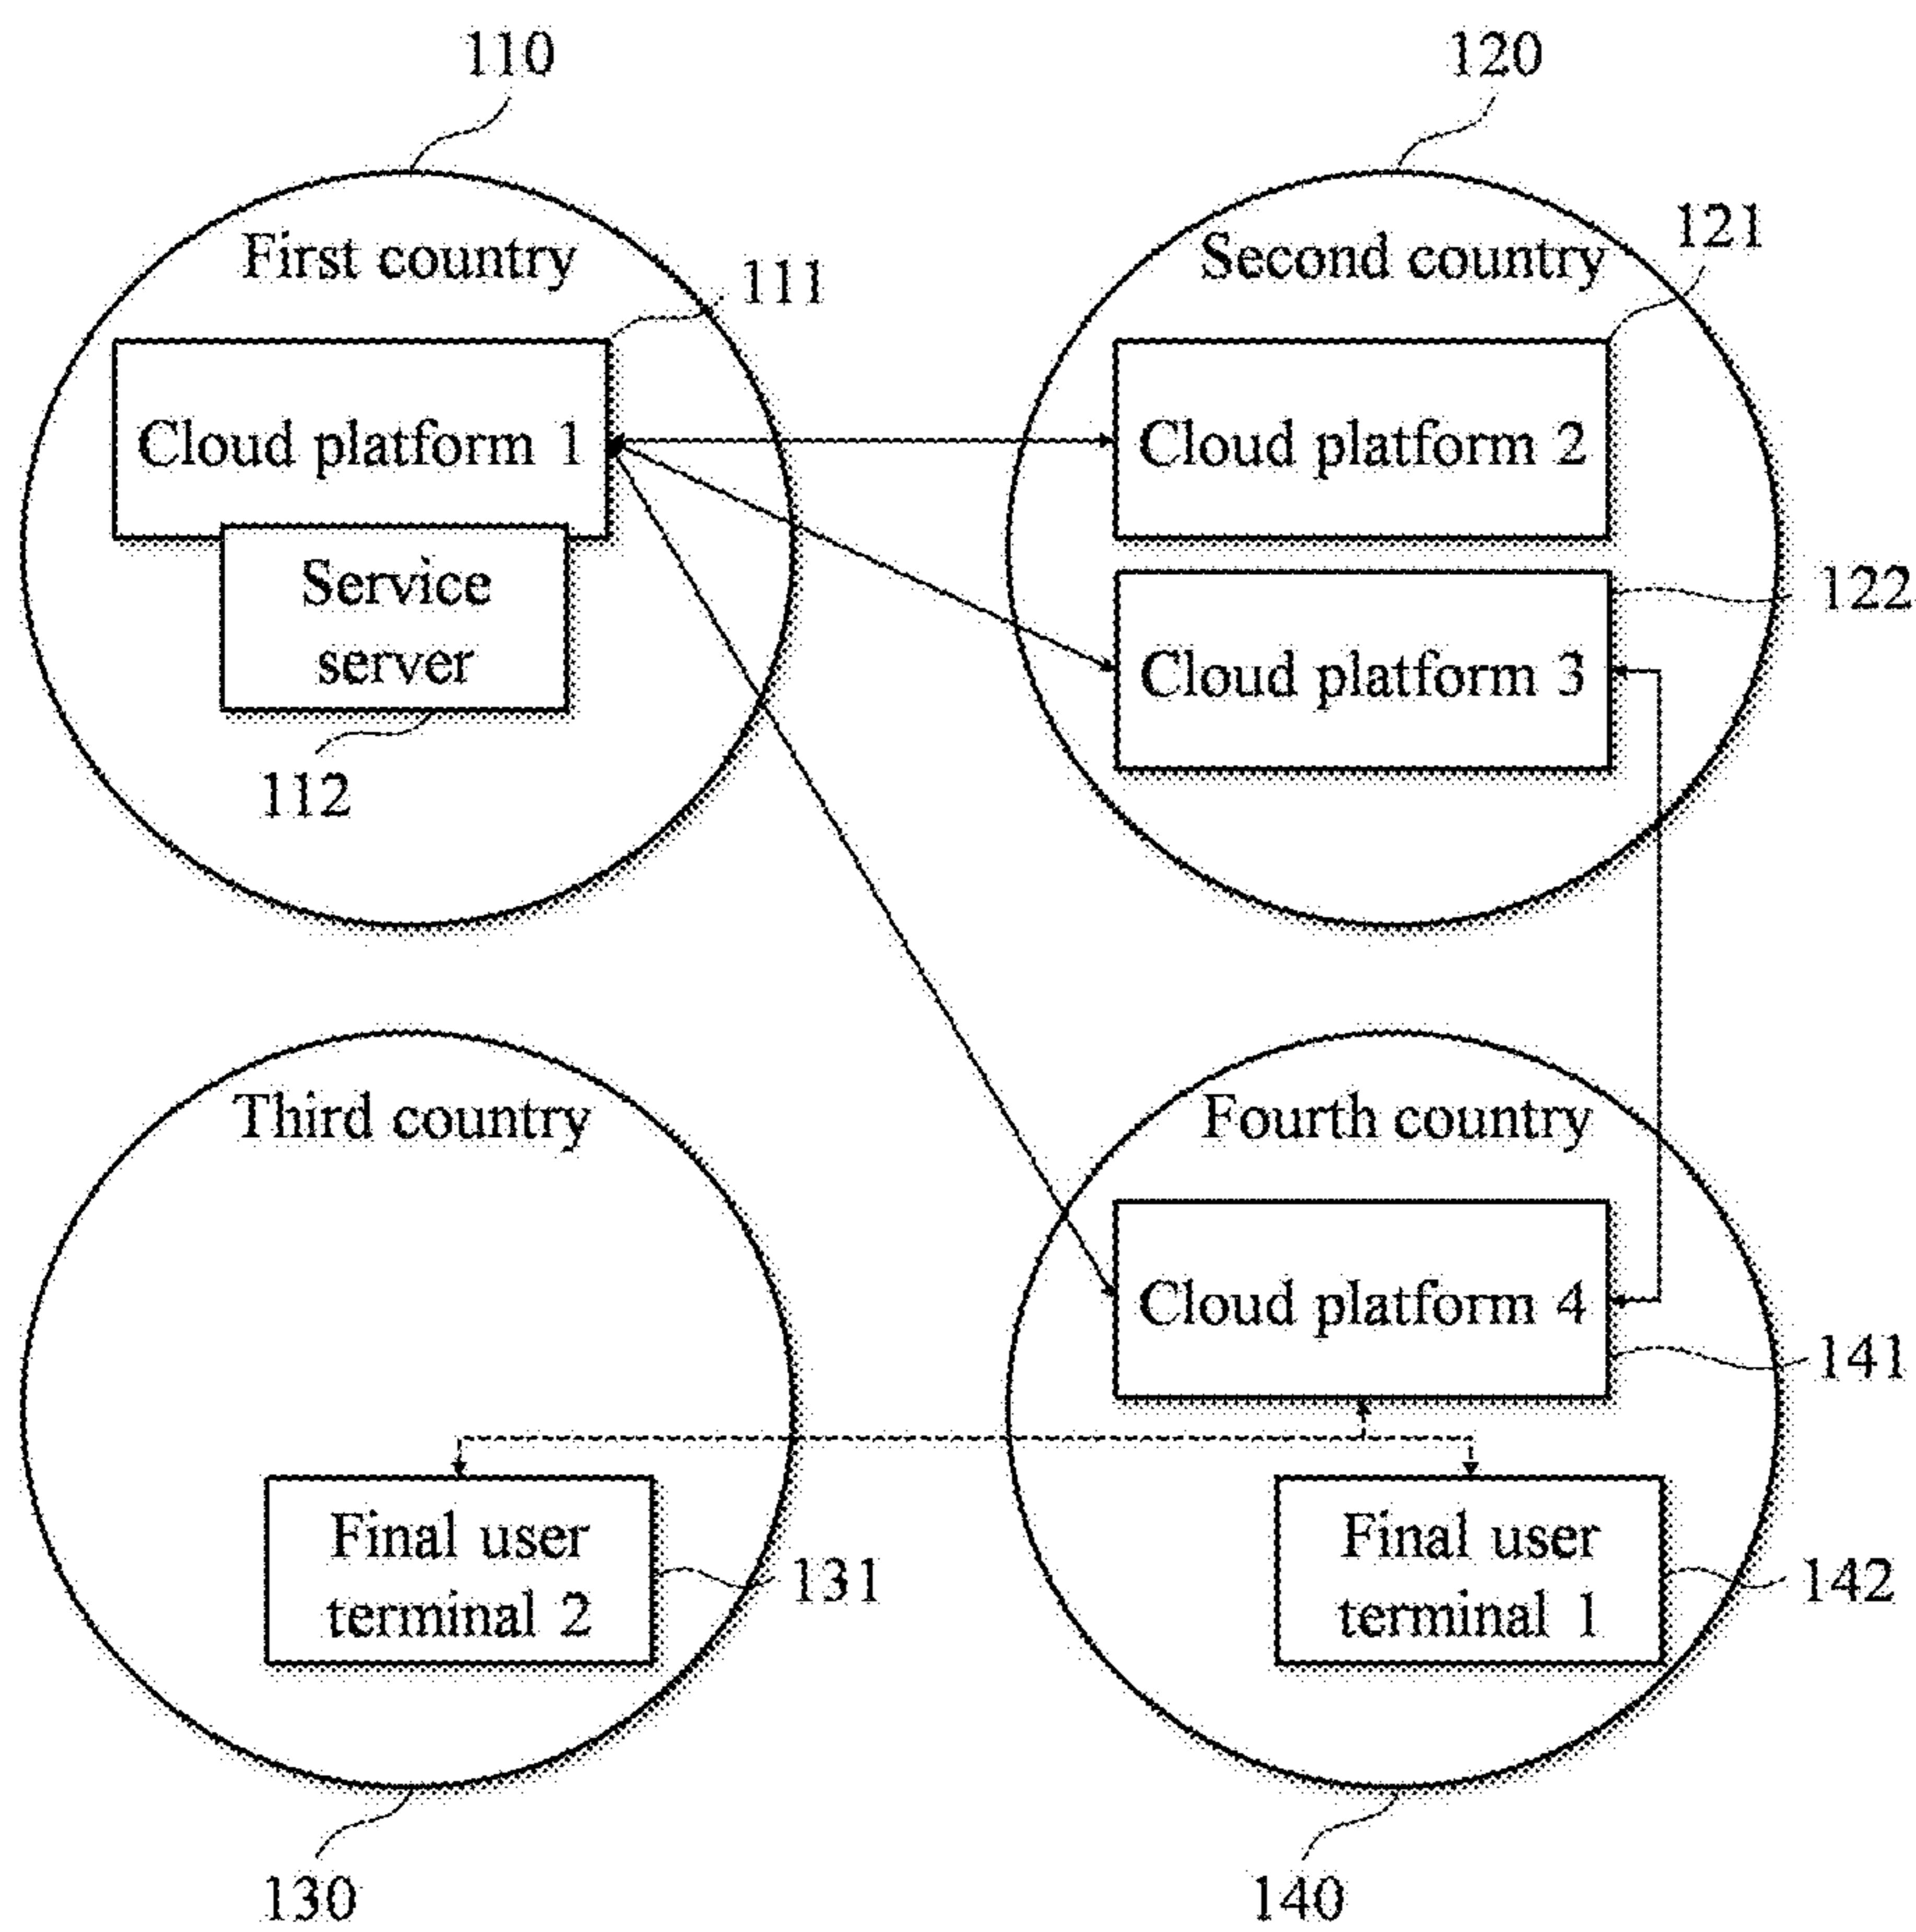 110
120
First country
111
Second country
121
Cloud platform 1
Cloud platform 2
Service
server
112
Cloud platform 3
122
Third country
Fourth country
Cloud platform 4
141
Final user
terminal 2
131
Final user
terminal 1
142
130
140